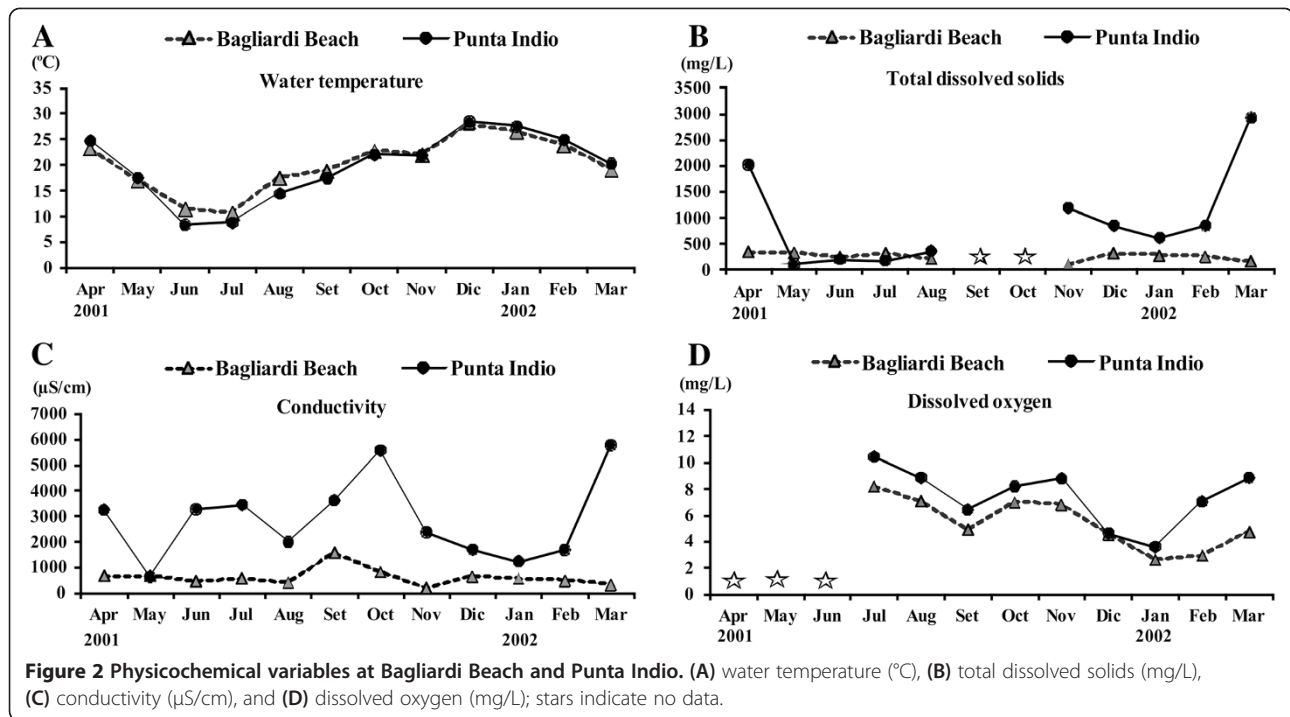 A
Bagliardi Beach Punta Indio
(ºC)
Water temperature
35
30
25
20
15
10
5
0
Apr May Jun Jul Aug Set Oct Nov Dic Jan Feb Mar
2001 2002
B
Bagliardi Beach Punta Indio
(mg/L)
Total dissolved solids
3500
3000
2500
2000
1500
1000
500
0
Apr May Jun Jul Aug Set Oct Nov Dic Jan Feb Mar
2001 2002
C
Bagliardi Beach Punta Indio
(µS/cm)
Conductivity
7000
6000
5000
4000
3000
2000
1000
0
Apr May Jun Jul Aug Set Oct Nov Dic Jan Feb Mar
2001 2002
D
Bagliardi Beach Punta Indio
(mg/L)
Dissolved oxygen
14
12
10
8
6
4
2
0
Apr May Jun Jul Aug Set Oct Nov Dic Jan Feb Mar
2001 2002
Figure 2 Physicochemical variables at Bagliardi Beach and Punta Indio. (A) water temperature (°C), (B) total dissolved solids (mg/L),
(C) conductivity (µS/cm), and (D) dissolved oxygen (mg/L); stars indicate no data.